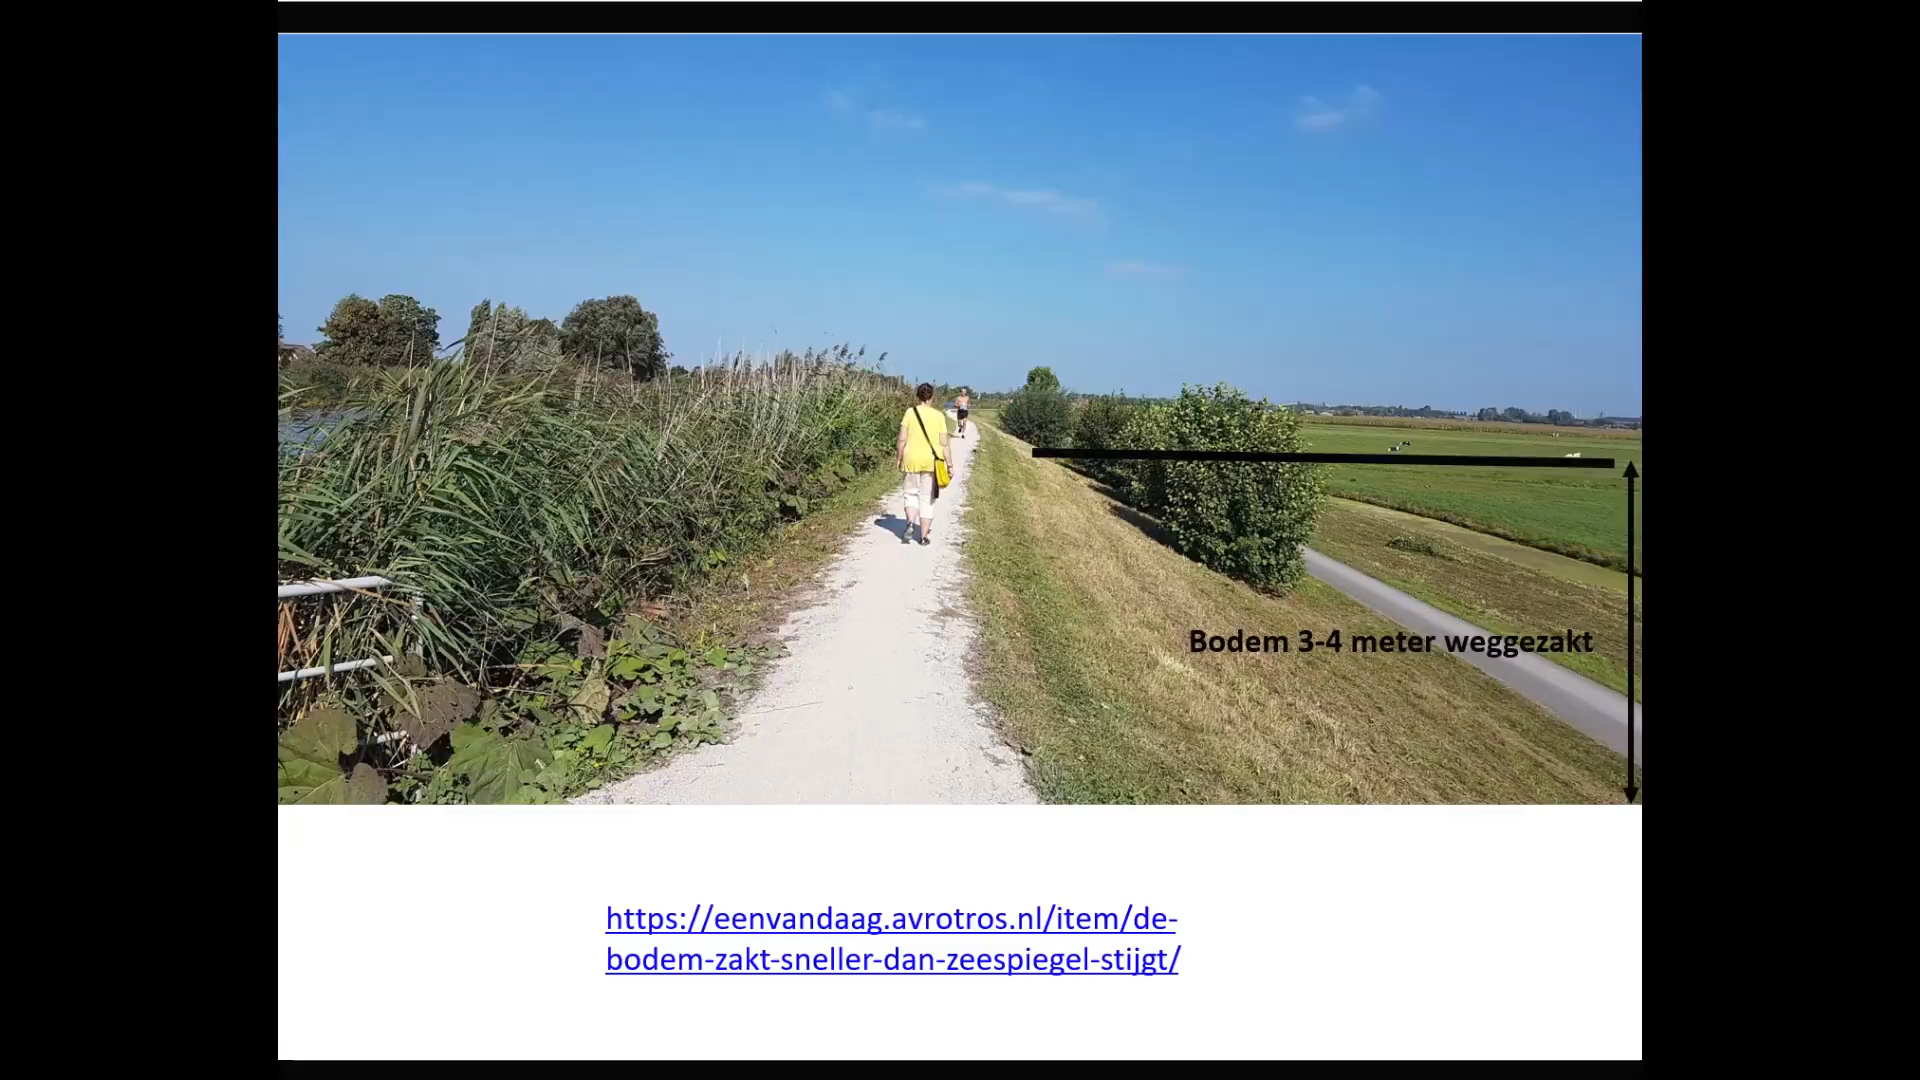 Bodem 3-4 meter weggezakt
https://eenvandaag.avrotros.nl/item/de-
bodem-zakt-sneller-dan-zeespiegel-stijgt/